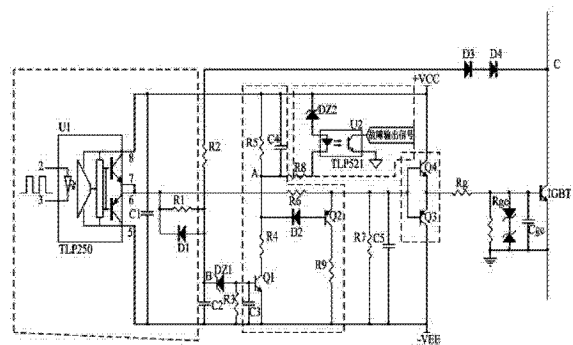 D3
D4
C
+VCC
U1
DZ2
U2
故障输出信号
TLP521
R2
R5
C4
8
2
7
A
R8
Q4
Rg
3
6
R1
R6
IGBT
C1
5
TLP250
D1
D2
Q2
Q3
Rge
R4
R7
C5
Cge
B
DZ1
Q1
R9
R3
C2
C3
-VEE